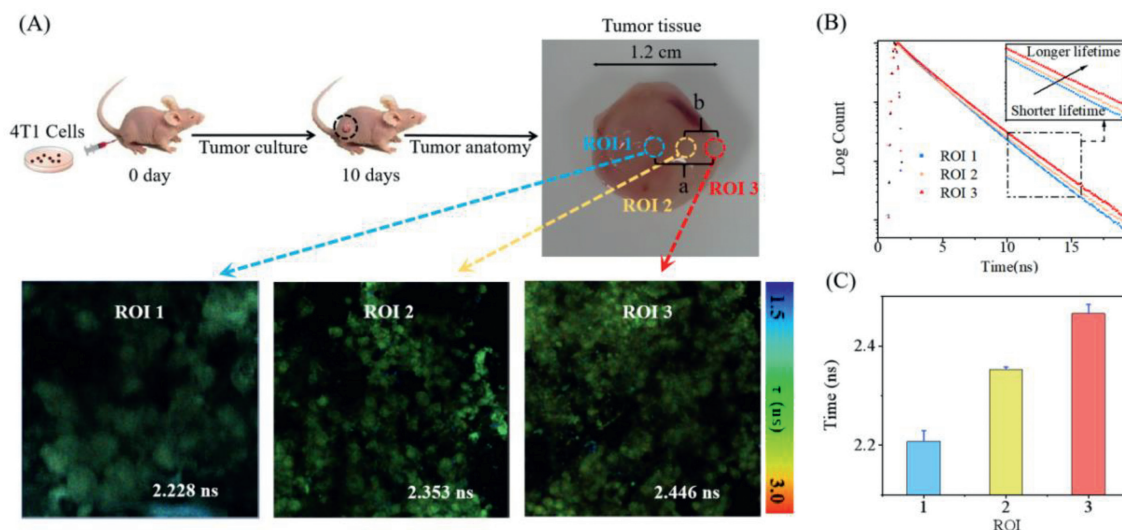 (A)
4T1 Cells
0 day
Tumor culture
10 days
Tumor anatomy
Tumor tissue
1.2 cm
b
ROI 1
a
ROI 2
ROI 3
ROI 1
2.228 ns
ROI 2
2.353 ns
ROI 3
2.446 ns
1.5
τ (ns)
3.0
(B)
Log Count
Longer lifetime
Shorter lifetime
ROI 1
ROI 2
ROI 3
0 5 10 15
Time(ns)
(C)
Time (ns)
2.4
2.2
1 2 3
ROI